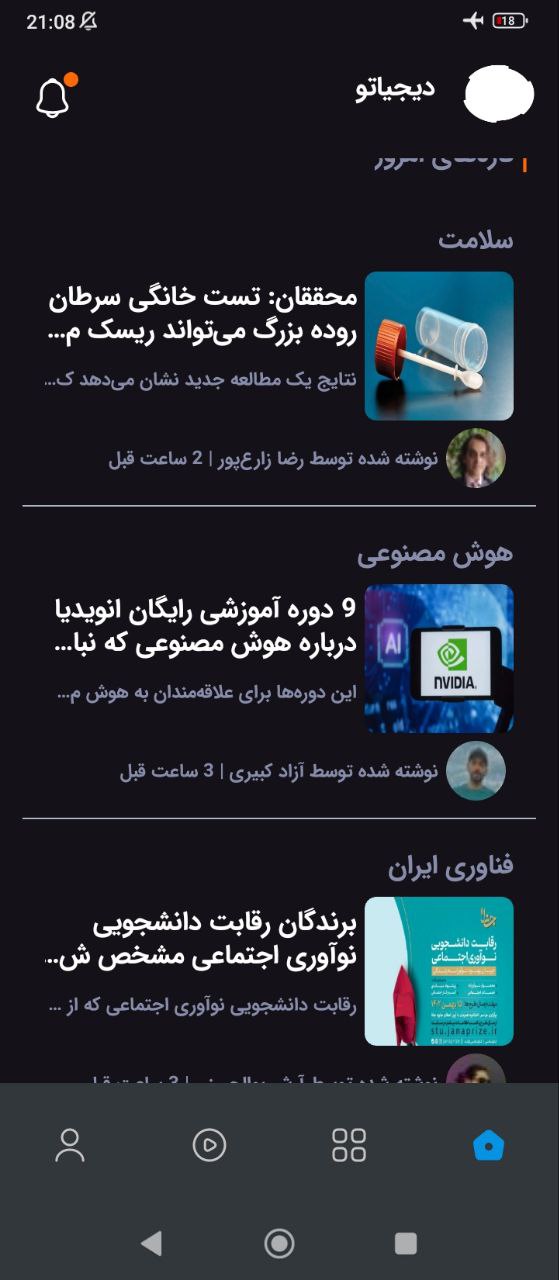 21:08
18
دیجیاتو
سلامت
محققان: تست خانگی سرطان
روده بزرگ می‌تواند ریسک م...
نتایج یک مطالعه جدید نشان می‌دهد ک...
نوشته شده توسط رضا زارع‌پور | 2 ساعت قبل
هوش مصنوعی
9 دوره آموزشی رایگان انویدیا
درباره هوش مصنوعی که نبا...
این دوره‌ها برای علاقه‌مندان به هوش م...
AI
NVIDIA.
نوشته شده توسط آزاد کبیری | 3 ساعت قبل
فناوری ایران
برندگان رقابت دانشجویی
نوآوری اجتماعی مشخص ش...
رقابت دانشجویی نوآوری اجتماعی که از ...
رقابت دانشجویی
نوآوری اجتماعی
stu.janaprize.ir